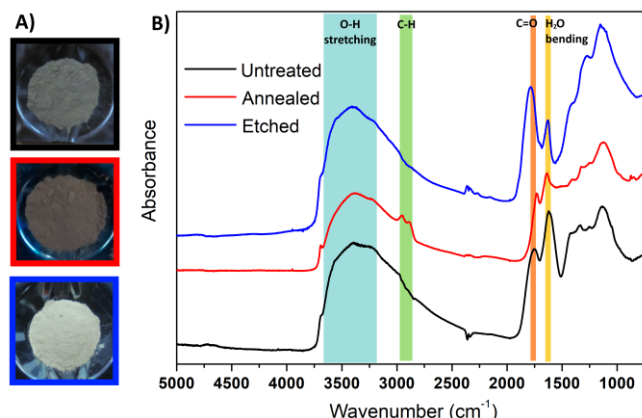 A)
B)
O-H
stretching
C-H
C=O
H₂O
bending
Untreated
Annealed
Etched
Absorbance
5000 4500 4000 3500 3000 2500 2000 1500 1000
Wavenumber (cm⁻¹)